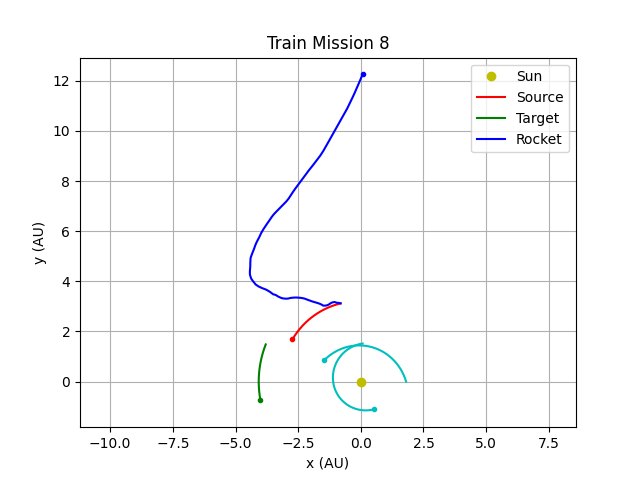 Train Mission 8
Sun
Source
Target
Rocket
y (AU)
12
10
8
6
4
2
0
−10.0 −7.5 −5.0 −2.5 0.0 2.5 5.0 7.5
x (AU)